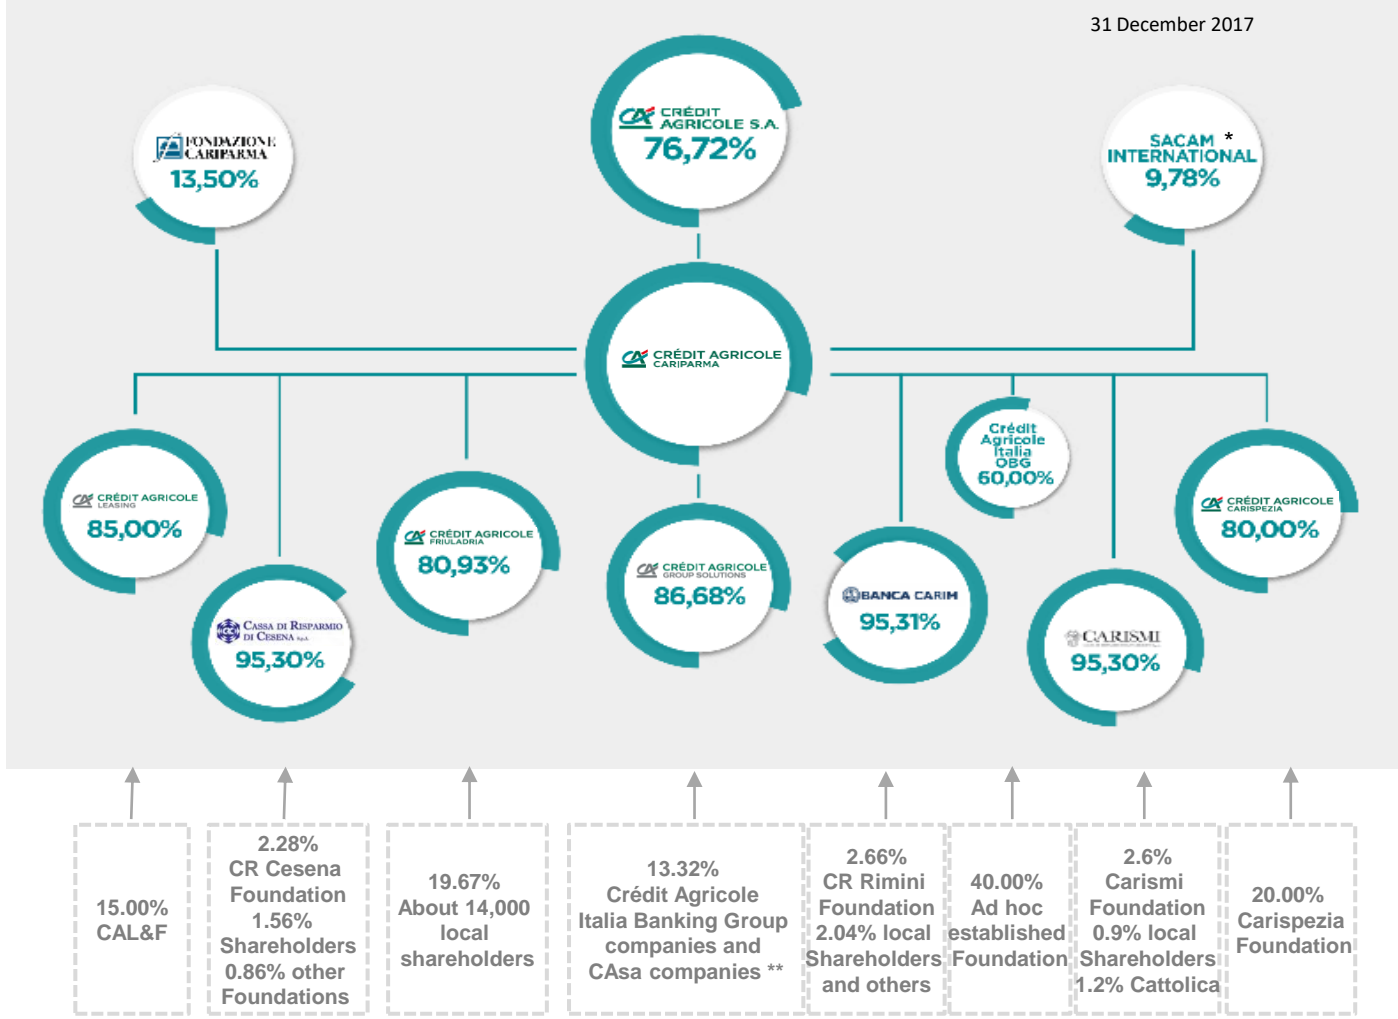 31 December 2017
CRÉDIT
AGRICOLE S.A.
76,72%
FONDAZIONE
CARIPARMA
13,50%
SACAM *
INTERNATIONAL
9,78%
CRÉDIT AGRICOLE
CARIPARMA
CRÉDIT AGRICOLE
LEASING
85,00%
CASSA DI RISPARMIO
DI CESENA S.p.A.
95,30%
CRÉDIT AGRICOLE
FRIULADRIA
80,93%
CRÉDIT AGRICOLE
GROUP SOLUTIONS
86,68%
BANCA CARIM
95,31%
Crédit
Agricole
Italia
OBG
60,00%
CARISMI
95,30%
CRÉDIT AGRICOLE
CARISPEZIA
80,00%
15.00%
CAL&F
2.28%
CR Cesena
Foundation
1.56%
Shareholders
0.86% other
Foundations
19.67%
About 14,000
local
shareholders
13.32%
Crédit Agricole
Italia Banking Group
companies and
CAsa companies **
2.66%
CR Rimini
Foundation
2.04% local
Shareholders
and others
40.00%
Ad hoc
established
Foundation
2.6%
Carismi
Foundation
0.9% local
Shareholders
1.2% Cattolica
20.00%
Carispezia
Foundation